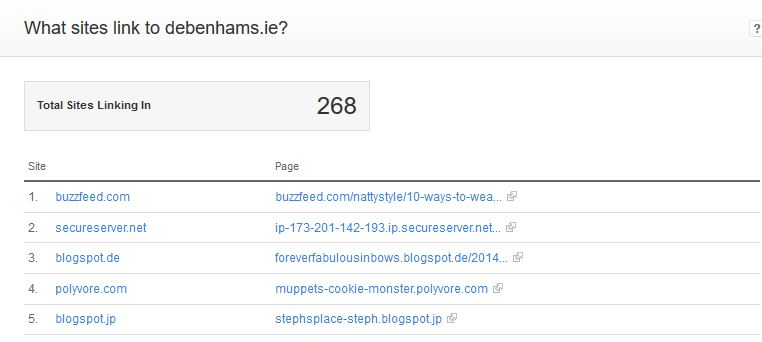 What sites link to debenhams.ie?
?
Total Sites Linking In 268
Site Page
1. buzzfeed.com buzzfeed.com/nattystyle/10-ways-to-wea...
2. secureserver.net ip-173-201-142-193.ip.secureserver.net...
3. blogspot.de foreverfabulousinbows.blogspot.de/2014...
4. polyvore.com muppets-cookie-monster.polyvore.com
5. blogspot.jp stephsplace-steph.blogspot.jp